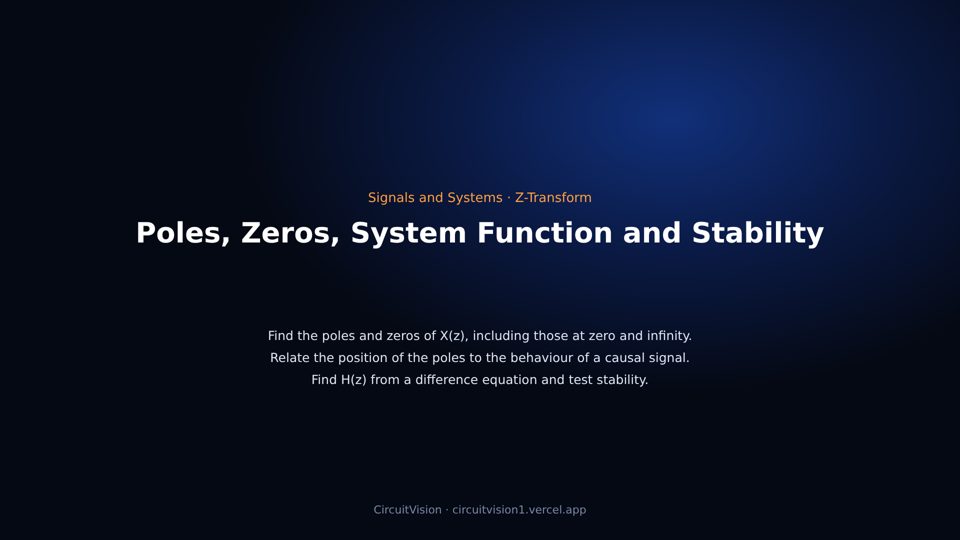 Signals and Systems · Z-Transform
Poles, Zeros, System Function and Stability
Find the poles and zeros of X(z), including those at zero and infinity.
Relate the position of the poles to the behaviour of a causal signal.
Find H(z) from a difference equation and test stability.
CircuitVision · circuitvision1.vercel.app